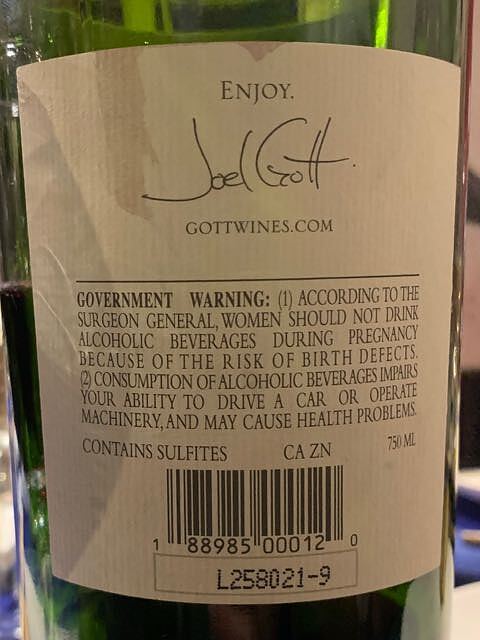 ENJOY.
Joel Gott.
GOTTWINES.COM
GOVERNMENT WARNING: (1) ACCORDING TO THE
SURGEON GENERAL, WOMEN SHOULD NOT DRINK
ALCOHOLIC BEVERAGES DURING PREGNANCY
BECAUSE OF THE RISK OF BIRTH DEFECTS.
(2) CONSUMPTION OF ALCOHOLIC BEVERAGES IMPAIRS
YOUR ABILITY TO DRIVE A CAR OR OPERATE
MACHINERY, AND MAY CAUSE HEALTH PROBLEMS.
CONTAINS SULFITES CA ZN 750 ML
1 88985 00012 0
L258021-9